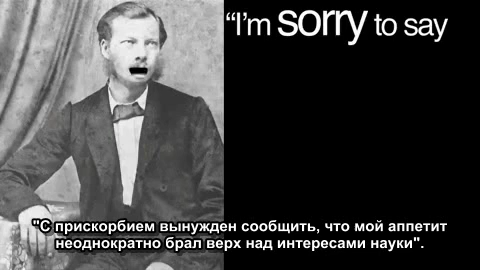 “I’m sorry to say
"С прискорбием вынужден сообщить, что мой аппетит
неоднократно брал верх над интересами науки".